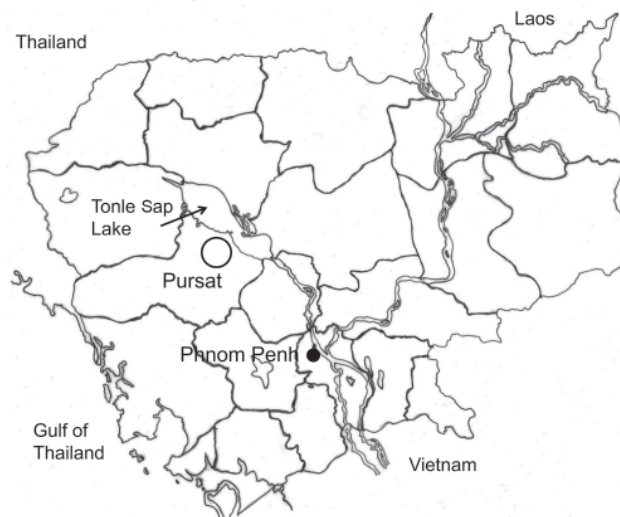 Laos
Thailand
Tonle Sap
Lake
Pursat
Phnom Penh
Gulf of
Thailand
Vietnam